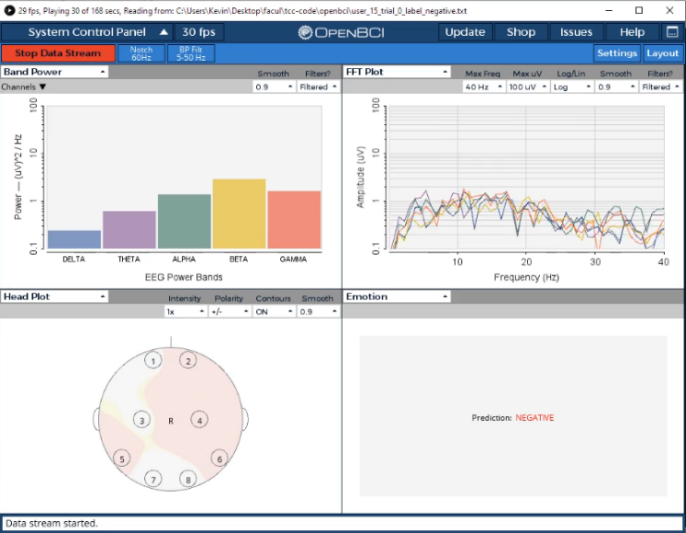 29 fps, Playing 30 of 168 secs, Reading from: C:\Users\Kevin\Desktop\facul\tcc-code\openbci\user_15_trial_0_label_negative.txt
System Control Panel 30 fps OPENBCI Update Shop Issues Help
Stop Data Stream Notch 60Hz BP Filt 5-50 Hz Settings Layout
Band Power Smooth Filters?
Channels ▼ 0.9 Filtered
Power — (uV)^2 / Hz
100
10
1
0.1
DELTA THETA ALPHA BETA GAMMA
EEG Power Bands
FFT Plot Max Freq Max uV Log/Lin Smooth Filters?
40 Hz 100 uV Log 0.9 Filtered
Amplitude (uV)
100
10
1
0.1
10 20 30 40
Frequency (Hz)
Head Plot Intensity Polarity Contours Smooth
1x +/- ON 0.9
1 2
3 R 4
5 6
7 8
Emotion
Prediction: NEGATIVE
Data stream started.